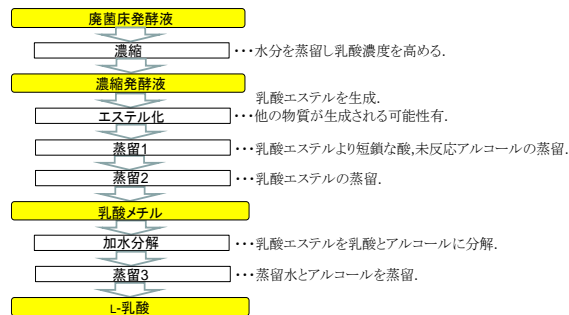 廃菌床発酵液
濃縮 ･･･水分を蒸留し乳酸濃度を高める.
濃縮発酵液
乳酸エステルを生成.
エステル化 ･･･他の物質が生成される可能性有.
蒸留1 ･･･乳酸エステルより短鎖な酸,未反応アルコールの蒸留.
蒸留2 ･･･乳酸エステルの蒸留.
乳酸メチル
加水分解 ･･･乳酸エステルを乳酸とアルコールに分解.
蒸留3 ･･･蒸留水とアルコールを蒸留.
L-乳酸